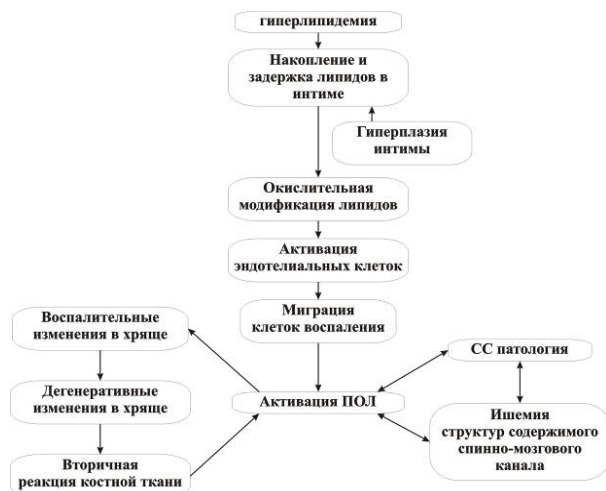 гиперлипидемия
Накопление и
задержка липидов в
интиме
Гиперплазия
интимы
Окислительная
модификация липидов
Активация
эндотелиальных клеток
Миграция
клеток воспаления
Воспалительные
изменения в хряще
СС патология
Дегенеративные
изменения в хряще
Активация ПОЛ
Ишемия
структур содержимого
спинно-мозгового
канала
Вторичная
реакция костной ткани